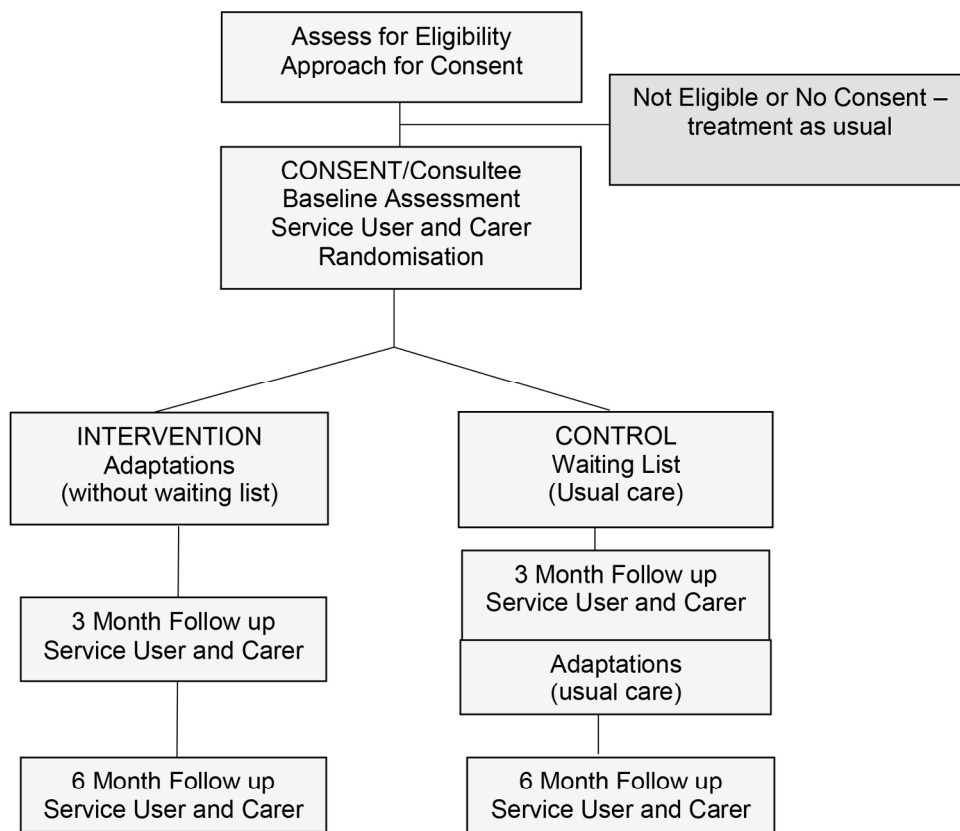 Assess for Eligibility
Approach for Consent
Not Eligible or No Consent –
treatment as usual
CONSENT/Consultee
Baseline Assessment
Service User and Carer
Randomisation
INTERVENTION
Adaptations
(without waiting list)
CONTROL
Waiting List
(Usual care)
3 Month Follow up
Service User and Carer
3 Month Follow up
Service User and Carer
Adaptations
(usual care)
6 Month Follow up
Service User and Carer
6 Month Follow up
Service User and Carer